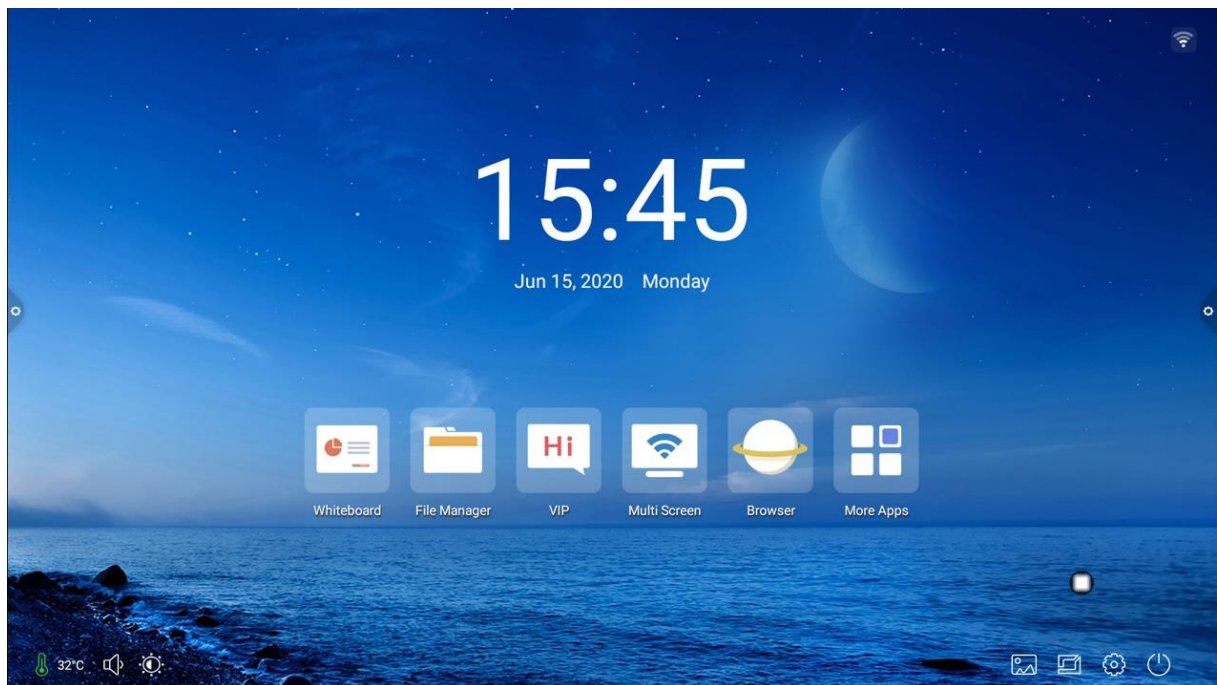 15:45
Jun 15, 2020 Monday
Hi
Whiteboard File Manager VIP Multi Screen Browser More Apps
32°C